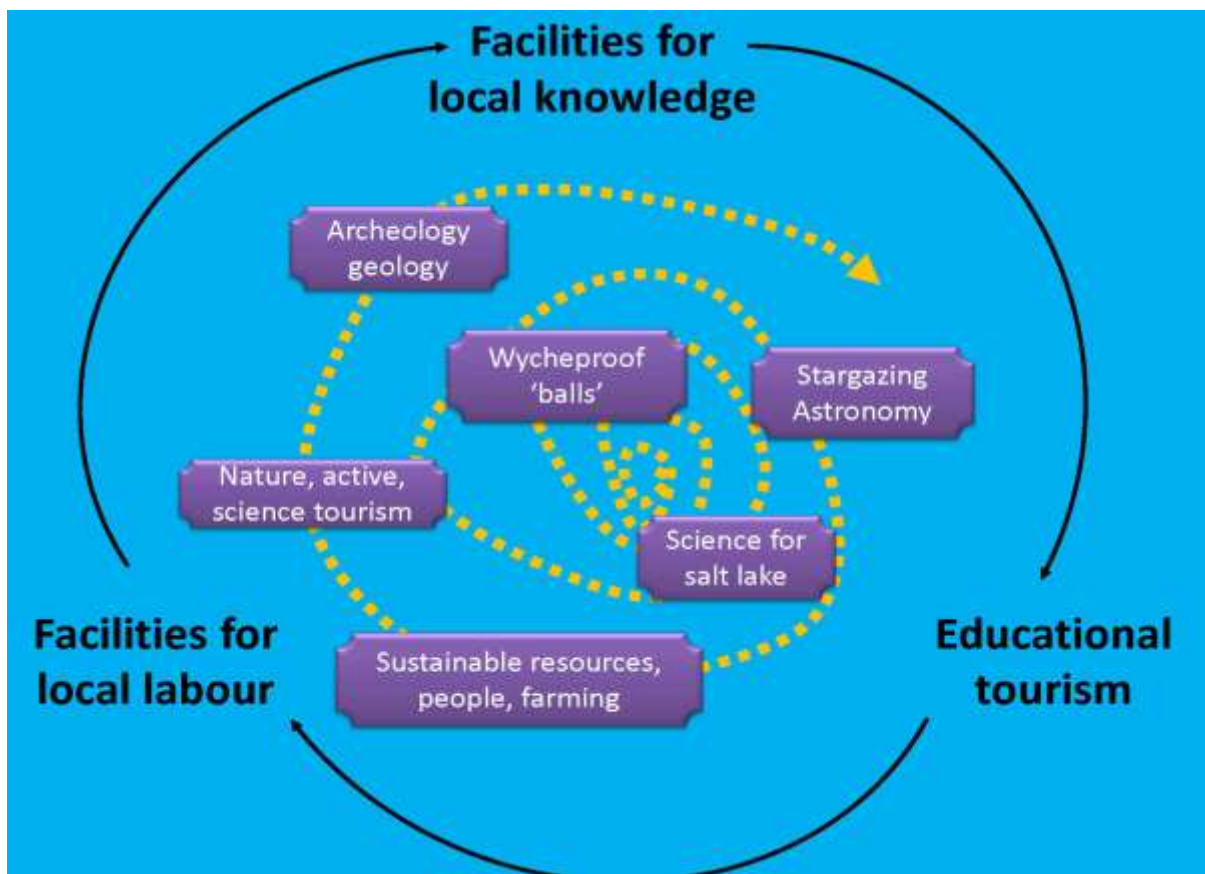 Facilities for
local knowledge
Archeology
geology
Wycheproof
‘balls’
Stargazing
Astronomy
Nature, active,
science tourism
Science for
salt lake
Facilities for
local labour
Sustainable resources,
people, farming
Educational
tourism